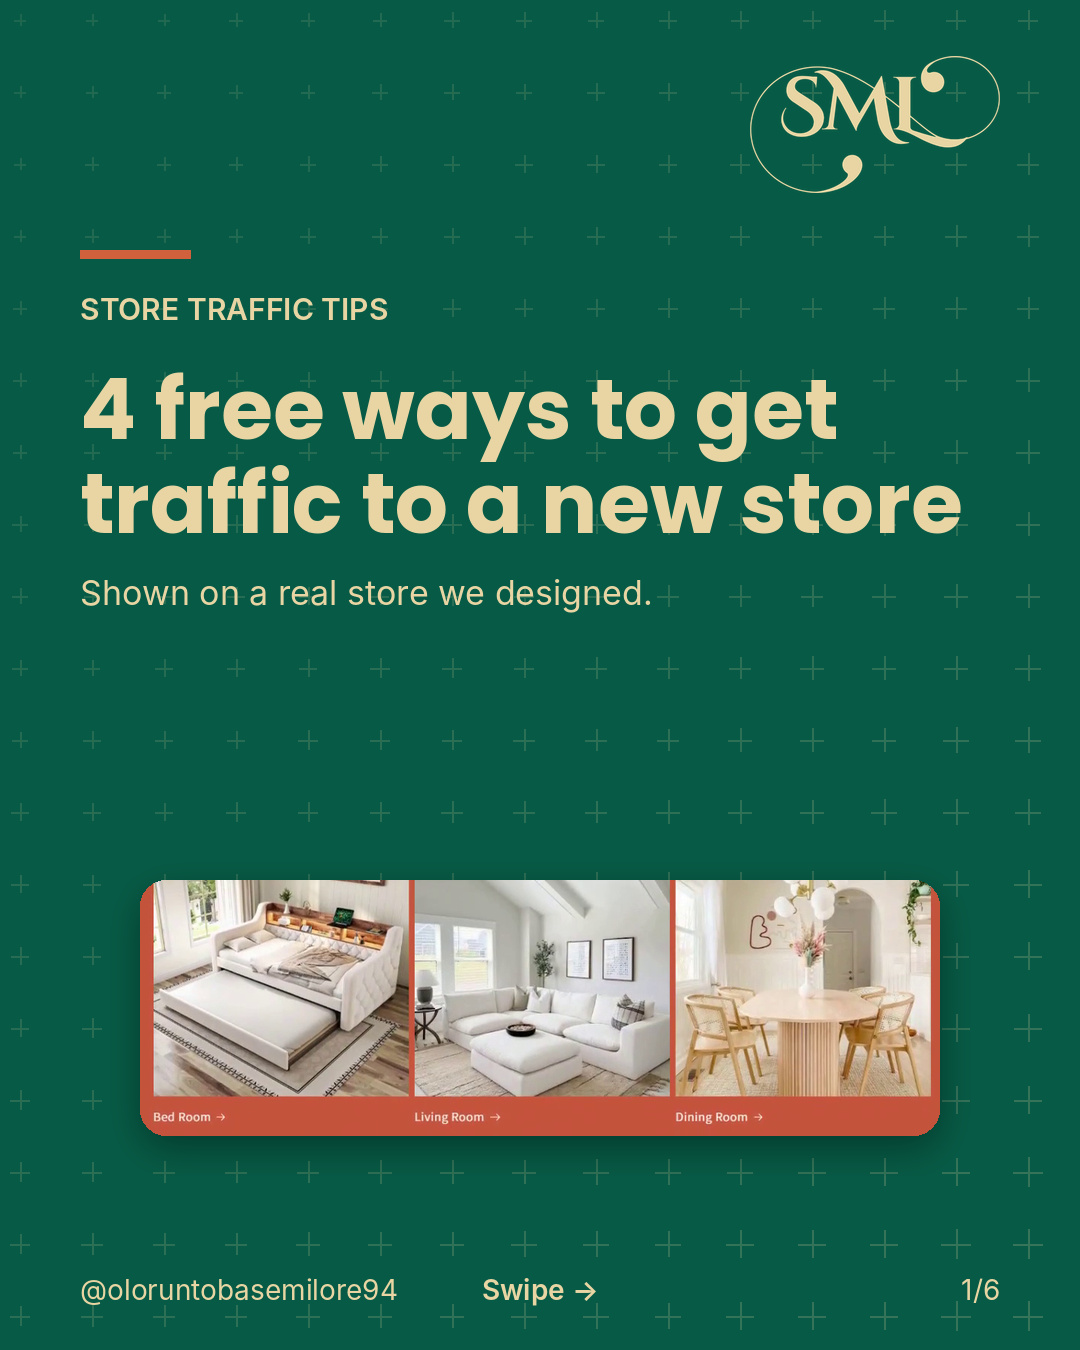 SML
STORE TRAFFIC TIPS
4 free ways to get
traffic to a new store
Shown on a real store we designed.
Bed Room →
Living Room →
Dining Room →
@oloruntobasemilore94
Swipe →
1/6